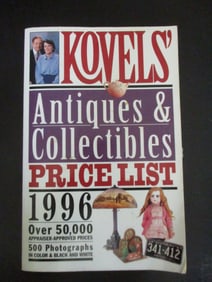 KOVELS'
Antiques &
Collectibles
PRICE LIST
1996
Over 50,000
APPRAISER-APPROVED PRICES
500 Photographs
IN COLOR & BLACK AND WHITE
341-412